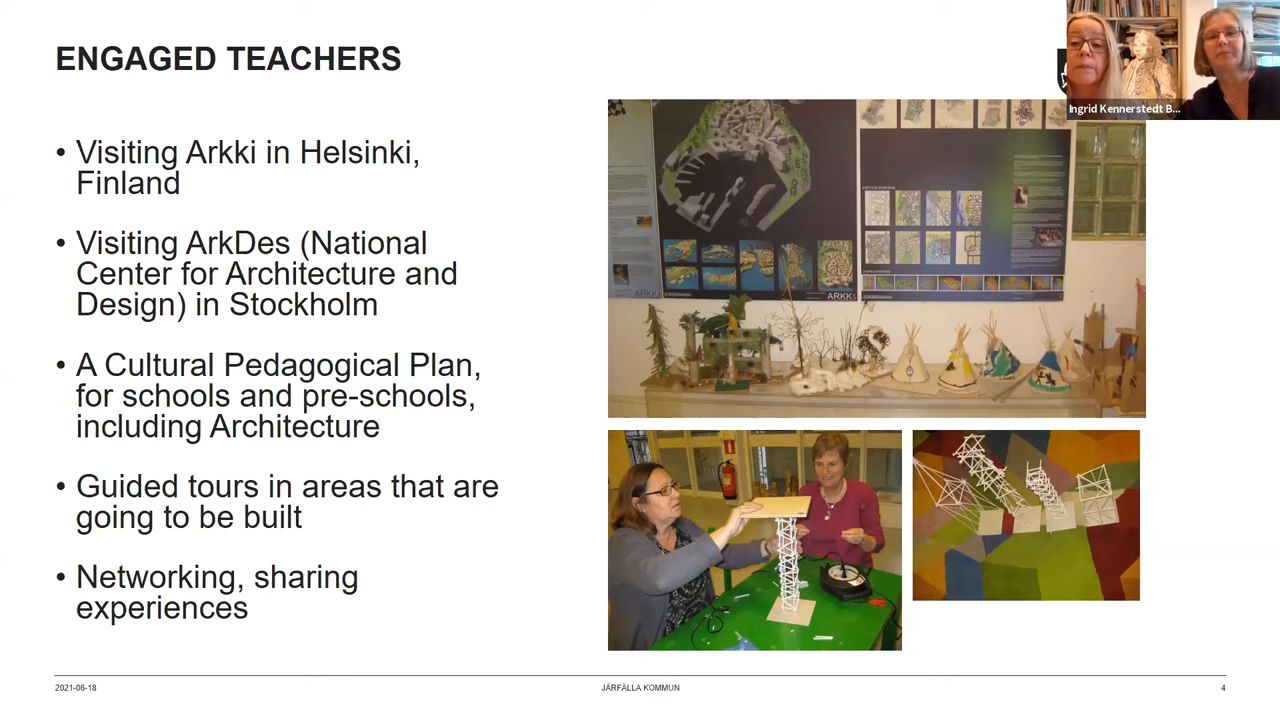 ENGAGED TEACHERS
Ingrid Kennerstedt B...
• Visiting Arkki in Helsinki,
Finland
• Visiting ArkDes (National
Center for Architecture and
Design) in Stockholm
• A Cultural Pedagogical Plan,
for schools and pre-schools,
including Architecture
• Guided tours in areas that are
going to be built
• Networking, sharing
experiences
ARKKI
2021-06-18
JÄRFÄLLA KOMMUN
4